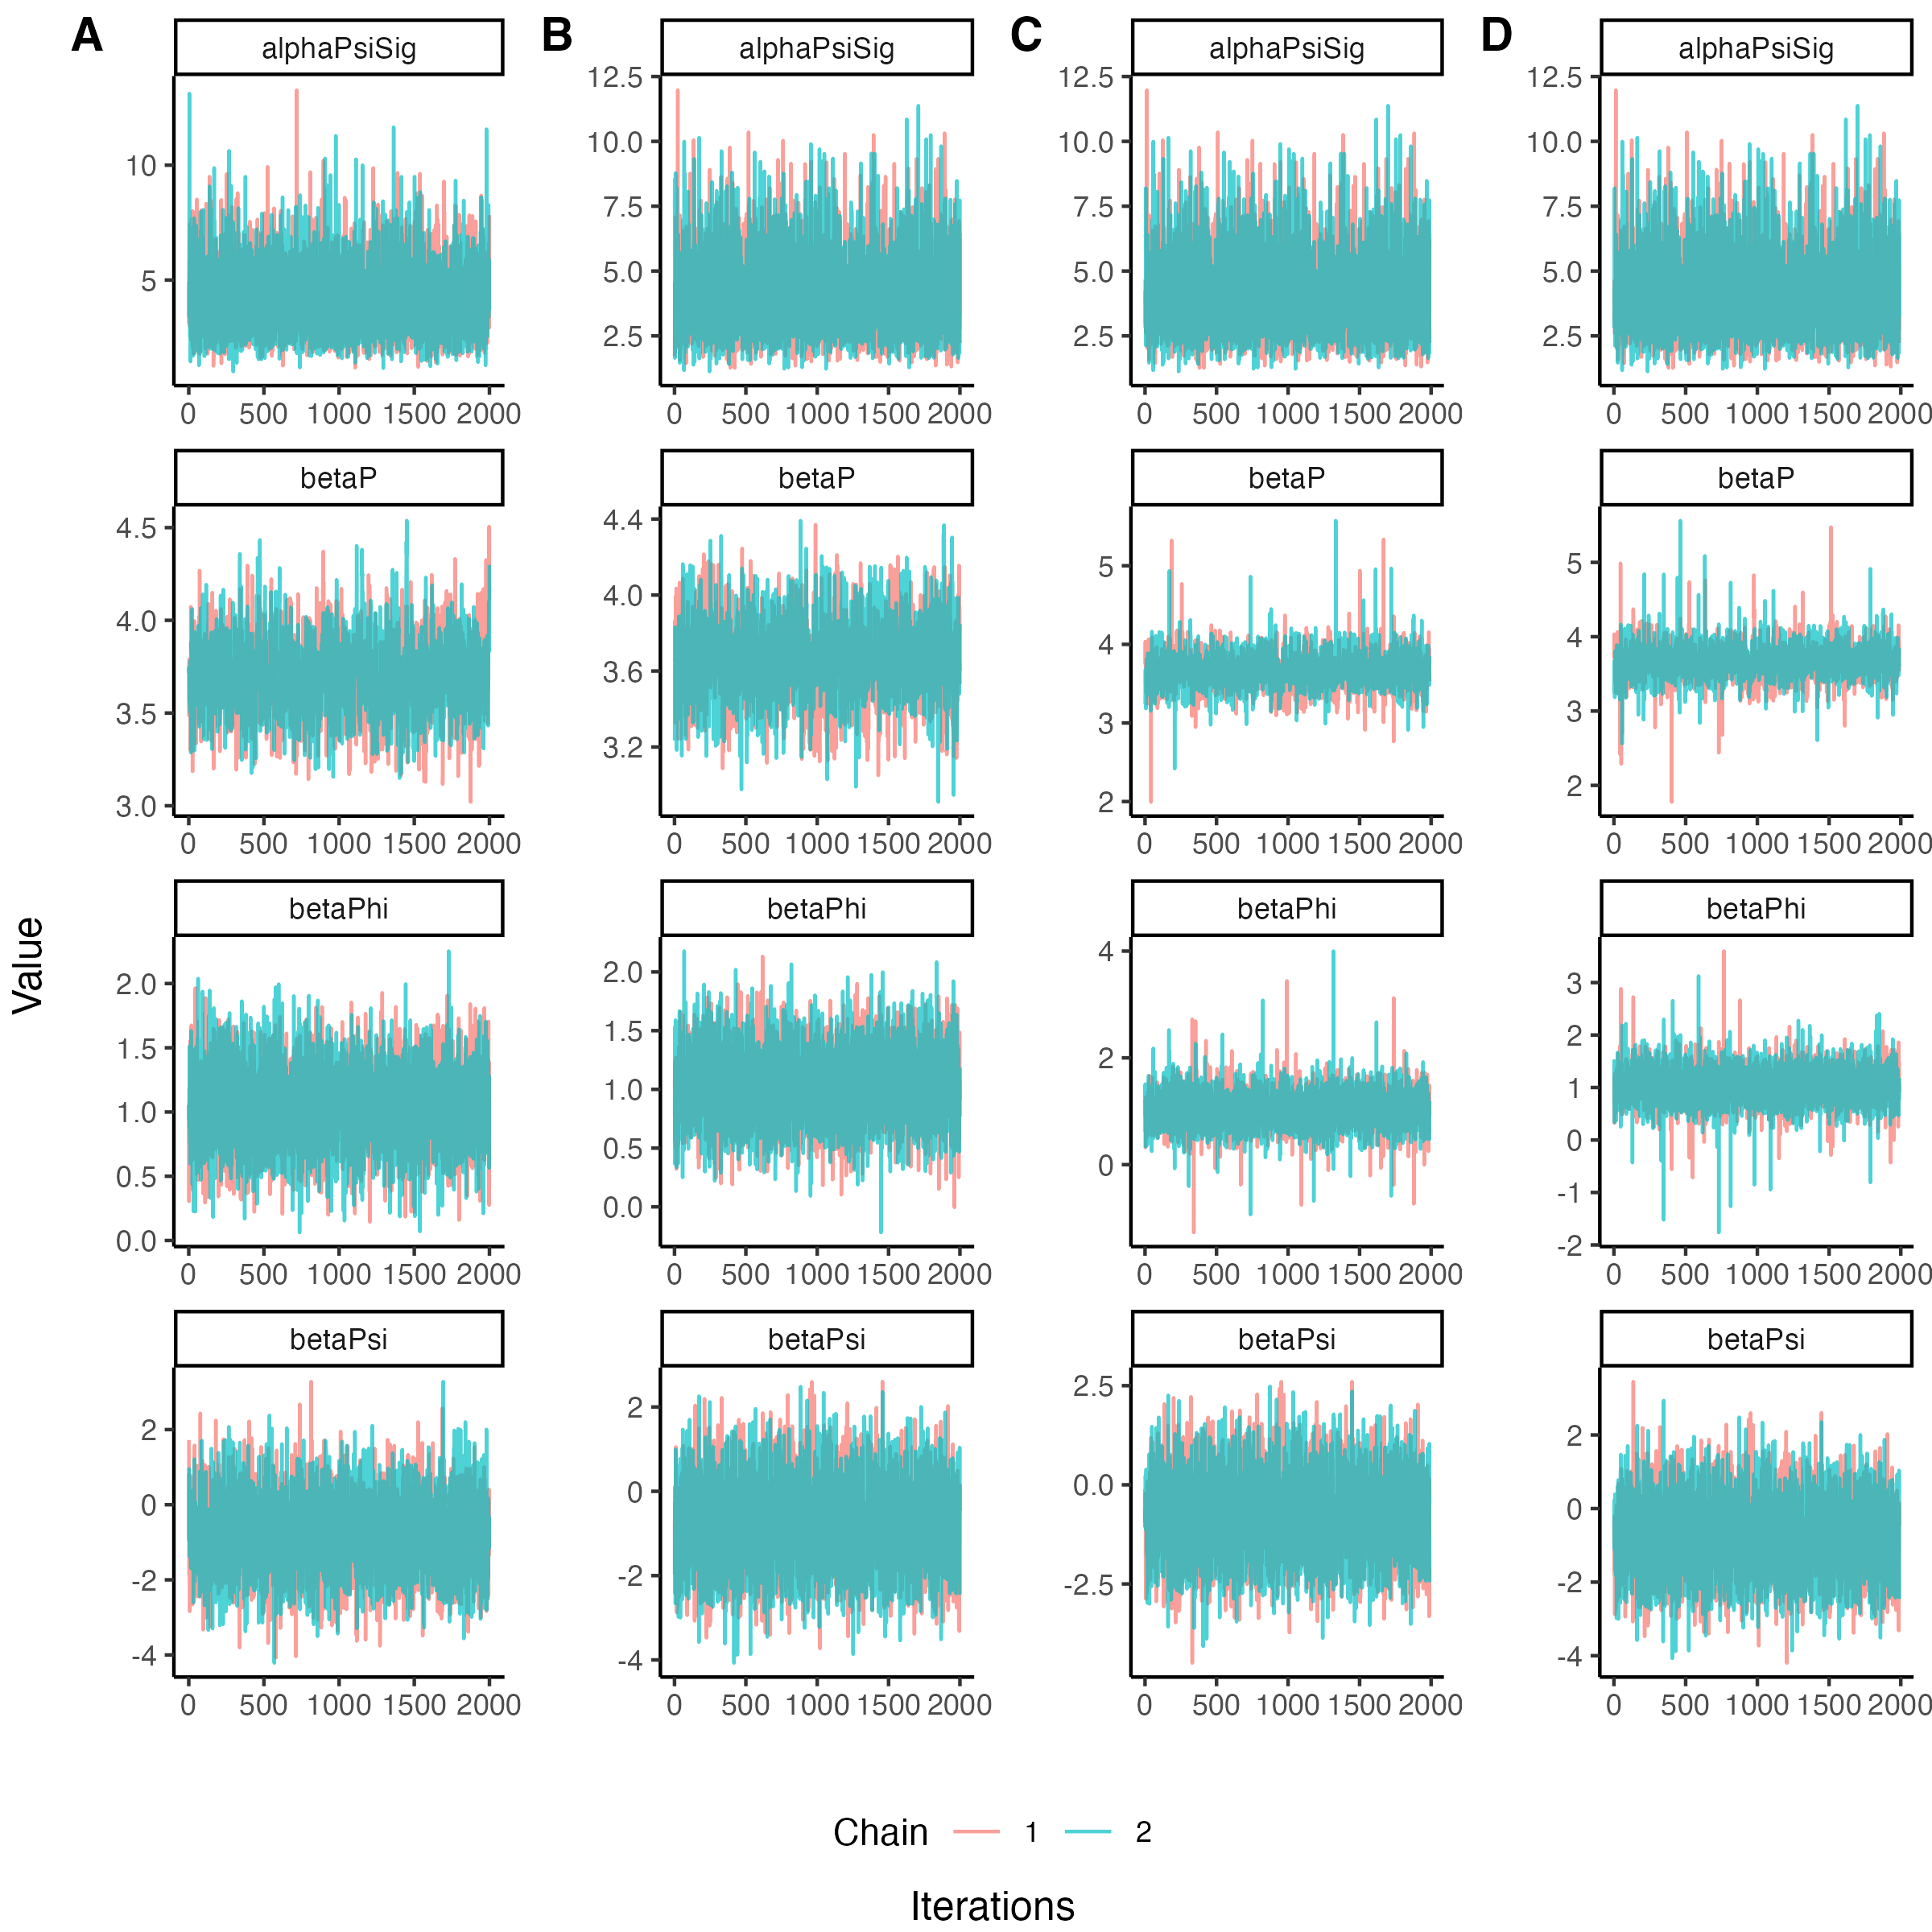 A B C D
alphaPsiSig alphaPsiSig alphaPsiSig alphaPsiSig
12.5 12.5 12.5
10 10.0 10.0 10.0
7.5 7.5 7.5
5 5.0 5.0 5.0
2.5 2.5 2.5
0 500 1000 1500 2000 0 500 1000 1500 2000 0 500 1000 1500 2000 0 500 1000 1500 2000
betaP betaP betaP betaP
4.5 4.4 5 5
4.0 4.0 4 4
3.5 3.6 3 3
3.0 3.2 2 2
0 500 1000 1500 2000 0 500 1000 1500 2000 0 500 1000 1500 2000 0 500 1000 1500 2000
Value
betaPhi betaPhi betaPhi betaPhi
2.0 2.0 4 3
1.5 1.5 2 2
1.0 1.0 0 1
0.5 0.5 0
0.0 0.0 -1
-2
0 500 1000 1500 2000 0 500 1000 1500 2000 0 500 1000 1500 2000 0 500 1000 1500 2000
betaPsi betaPsi betaPsi betaPsi
2 2 2.5 2
0 0 0.0 0
-2 -2 -2.5 -2
-4 -4 -4
0 500 1000 1500 2000 0 500 1000 1500 2000 0 500 1000 1500 2000 0 500 1000 1500 2000
Chain 1 2
Iterations